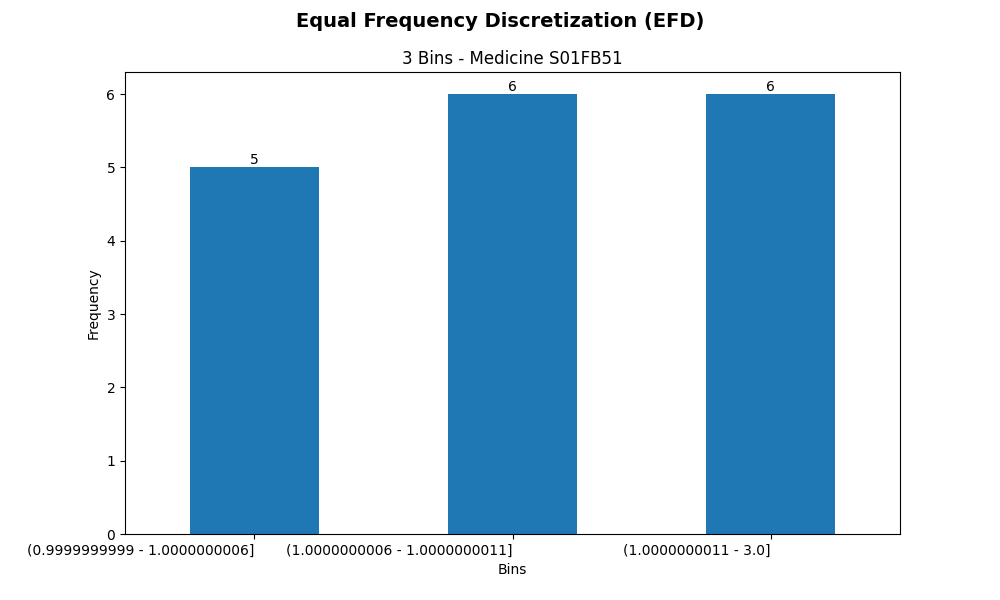 Equal Frequency Discretization (EFD)
3 Bins - Medicine S01FB51
6
5
4
3
2
1
0
Frequency
5
6
6
(0.9999999999 - 1.0000000006]
(1.0000000006 - 1.0000000011]
(1.0000000011 - 3.0]
Bins